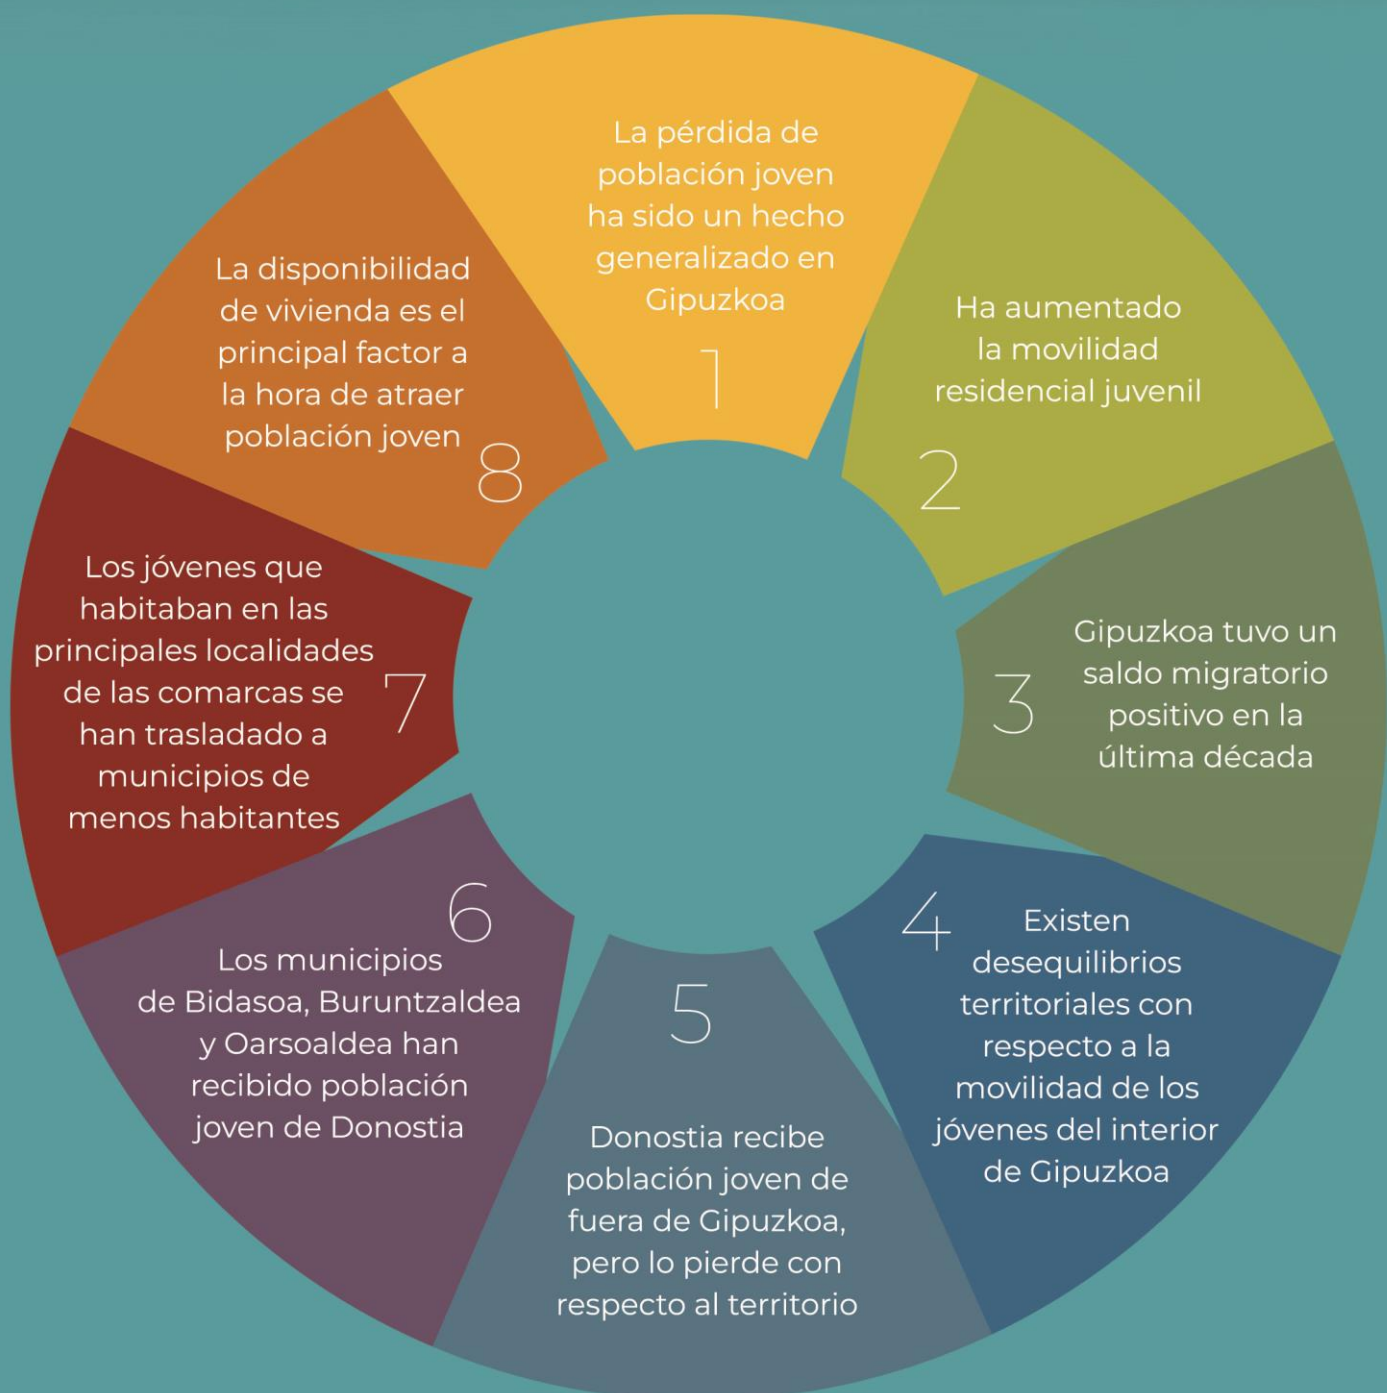 La pérdida de
población joven
ha sido un hecho
generalizado en
Gipuzkoa
1
Ha aumentado
la movilidad
residencial juvenil
2
Gipuzkoa tuvo un
saldo migratorio
positivo en la
última década
3
4
Existen
desequilibrios
territoriales con
respecto a la
movilidad de los
jóvenes del interior
de Gipuzkoa
5
Donostia recibe
población joven de
fuera de Gipuzkoa,
pero lo pierde con
respecto al territorio
6
Los municipios
de Bidasoa, Buruntzaldea
y Oarsoaldea han
recibido población
joven de Donostia
Los jóvenes que
habitaban en las
principales localidades
de las comarcas se
han trasladado a
municipios de
menos habitantes
7
La disponibilidad
de vivienda es el
principal factor a
la hora de atraer
población joven
8